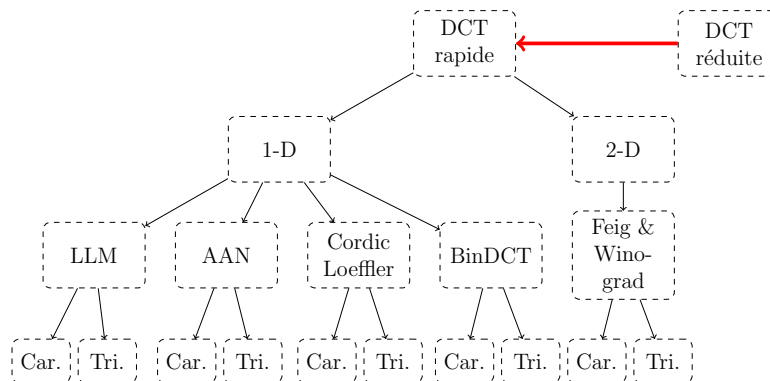 DCT
rapide
DCT
réduite
1-D
2-D
LLM
AAN
Cordic
Loeffler
BinDCT
Feig &
Wino-
grad
Car.
Tri.
Car.
Tri.
Car.
Tri.
Car.
Tri.
Car.
Tri.